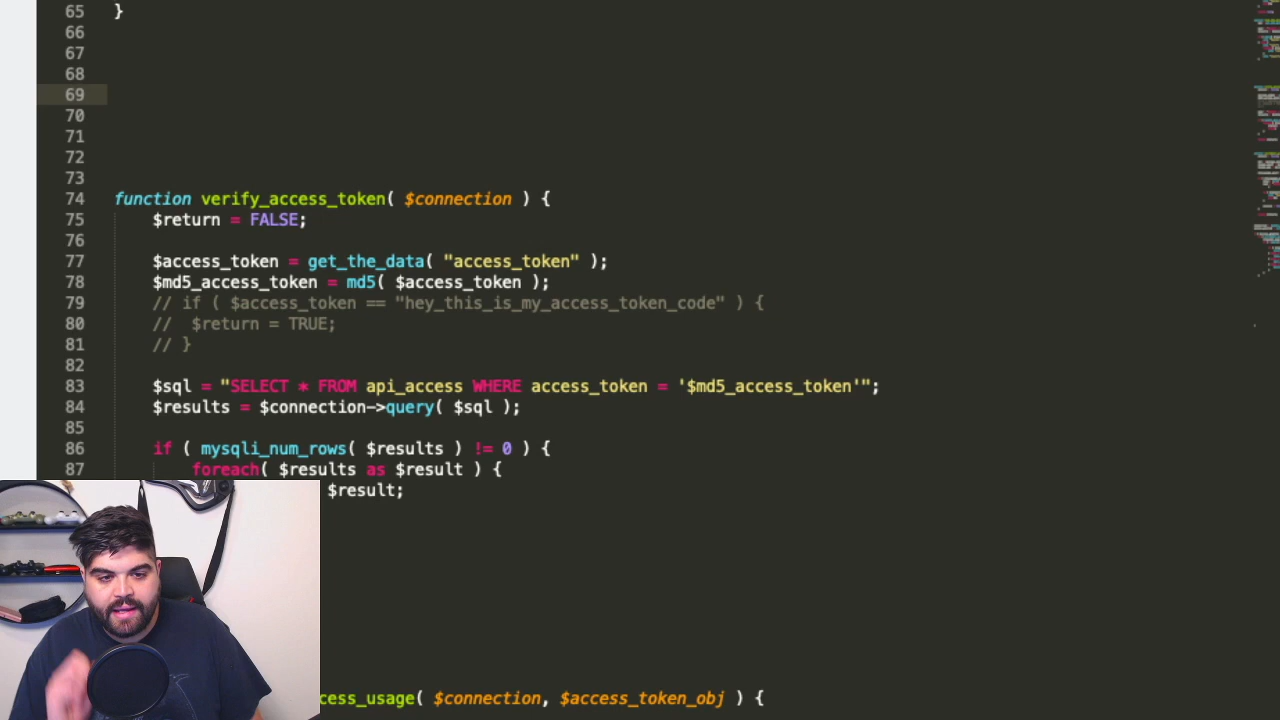 65 }
66
67
68
69
70
71
72
73
74 function verify_access_token( $connection ) {
75 $return = FALSE;
76
77 $access_token = get_the_data( "access_token" );
78 $md5_access_token = md5( $access_token );
79 // if ( $access_token == "hey_this_is_my_access_token_code" ) {
80 // $return = TRUE;
81 // }
82
83 $sql = "SELECT * FROM api_access WHERE access_token = '$md5_access_token'";
84 $results = $connection->query( $sql );
85
86 if ( mysqli_num_rows( $results ) != 0 ) {
87 foreach( $results as $result ) {
$result;
cess_usage( $connection, $access_token_obj ) {